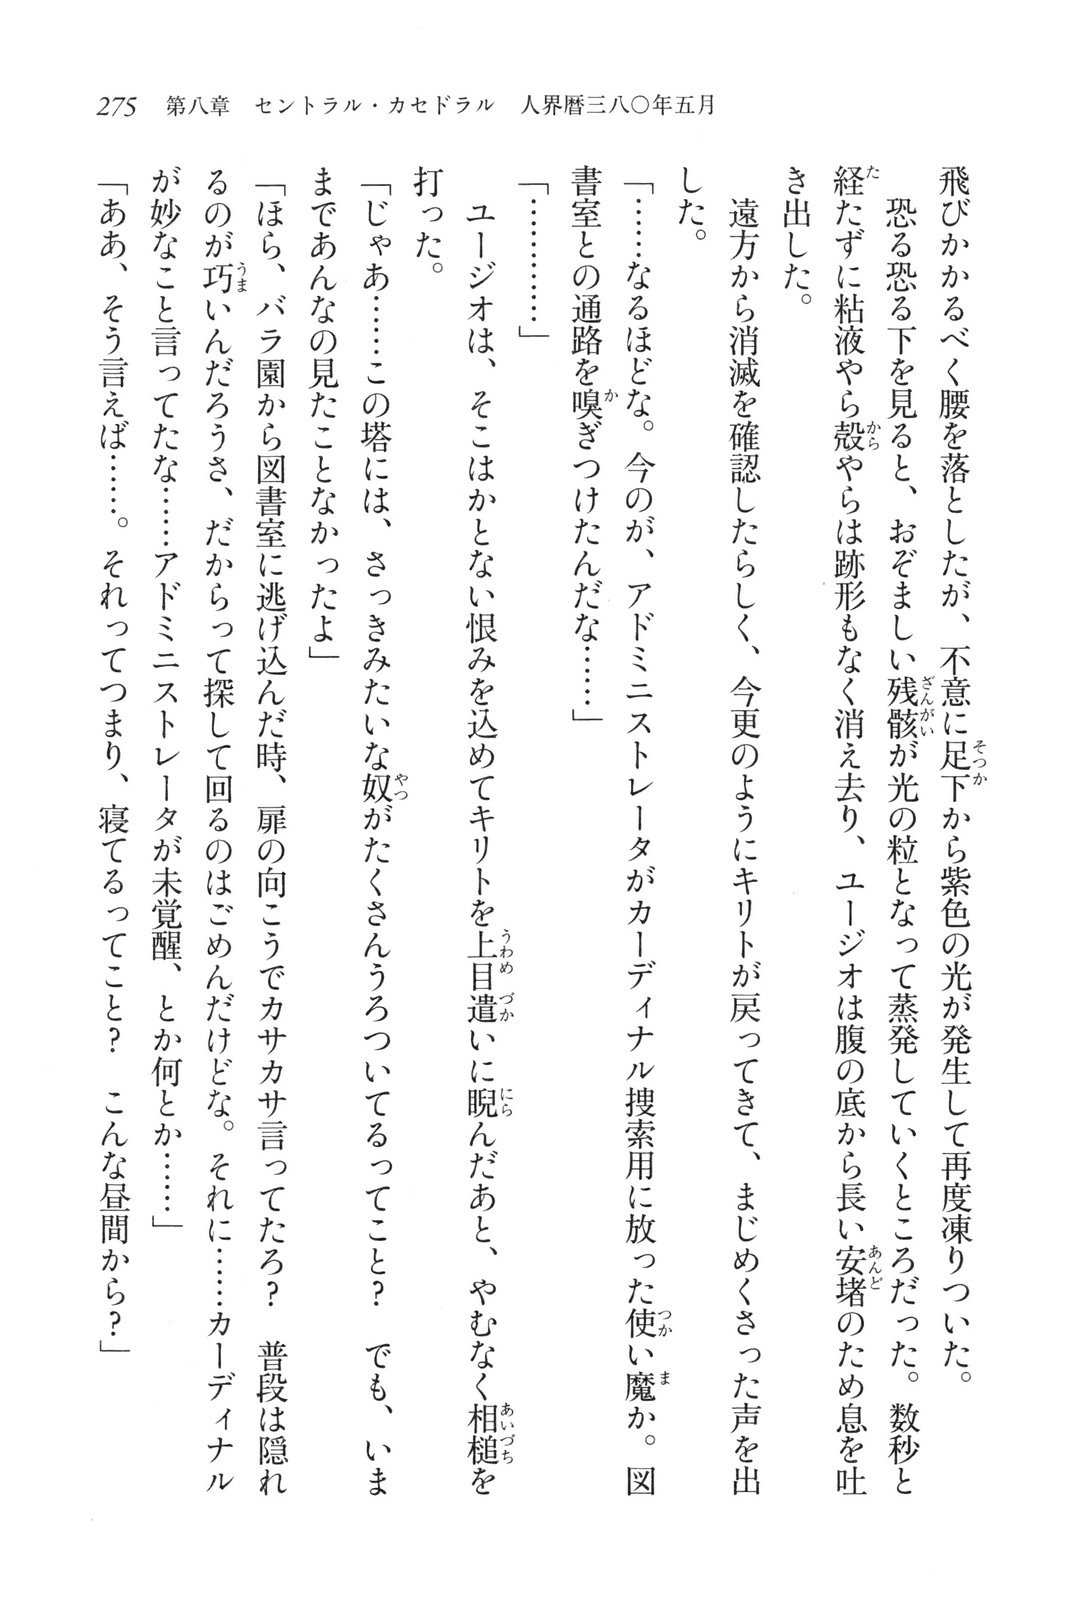 275　第八章　セントラル・カセドラル　人界暦三八〇年五月
飛びかかるべく腰を落としたが、不意に足下から紫色の光が発生して再度凍りついた。
　恐る恐る下を見ると、おぞましい残骸が光の粒となって蒸発していくところだった。数秒と
経たずに粘液やら殻やらは跡形もなく消え去り、ユージオは腹の底から長い安堵のため息を吐
き出した。
　遠方から消滅を確認したらしく、今更のようにキリトが戻ってきて、まじめくさった声を出
した。
「……なるほどな。今のが、アドミニストレータがカーディナル捜索用に放った使い魔か。図
書室との通路を嗅ぎつけたんだな……」
「…………」
　ユージオは、そこはかとない恨みを込めてキリトを上目遣いに睨んだあと、やむなく相槌を
打った。
「じゃあ……この塔には、さっきみたいな奴がたくさんうろついてるってこと？　でも、いま
まであんなの見たことなかったよ」
「ほら、バラ園から図書室に逃げ込んだ時、扉の向こうでカサカサ言ってたろ？　普段は隠れ
るのが巧いんだろうさ、だからって探して回るのはごめんだけどな。それに……カーディナル
が妙なこと言ってたな……アドミニストレータが未覚醒、とか何とか……」
「ああ、そう言えば……。それってつまり、寝てるってこと？　こんな昼間から？」